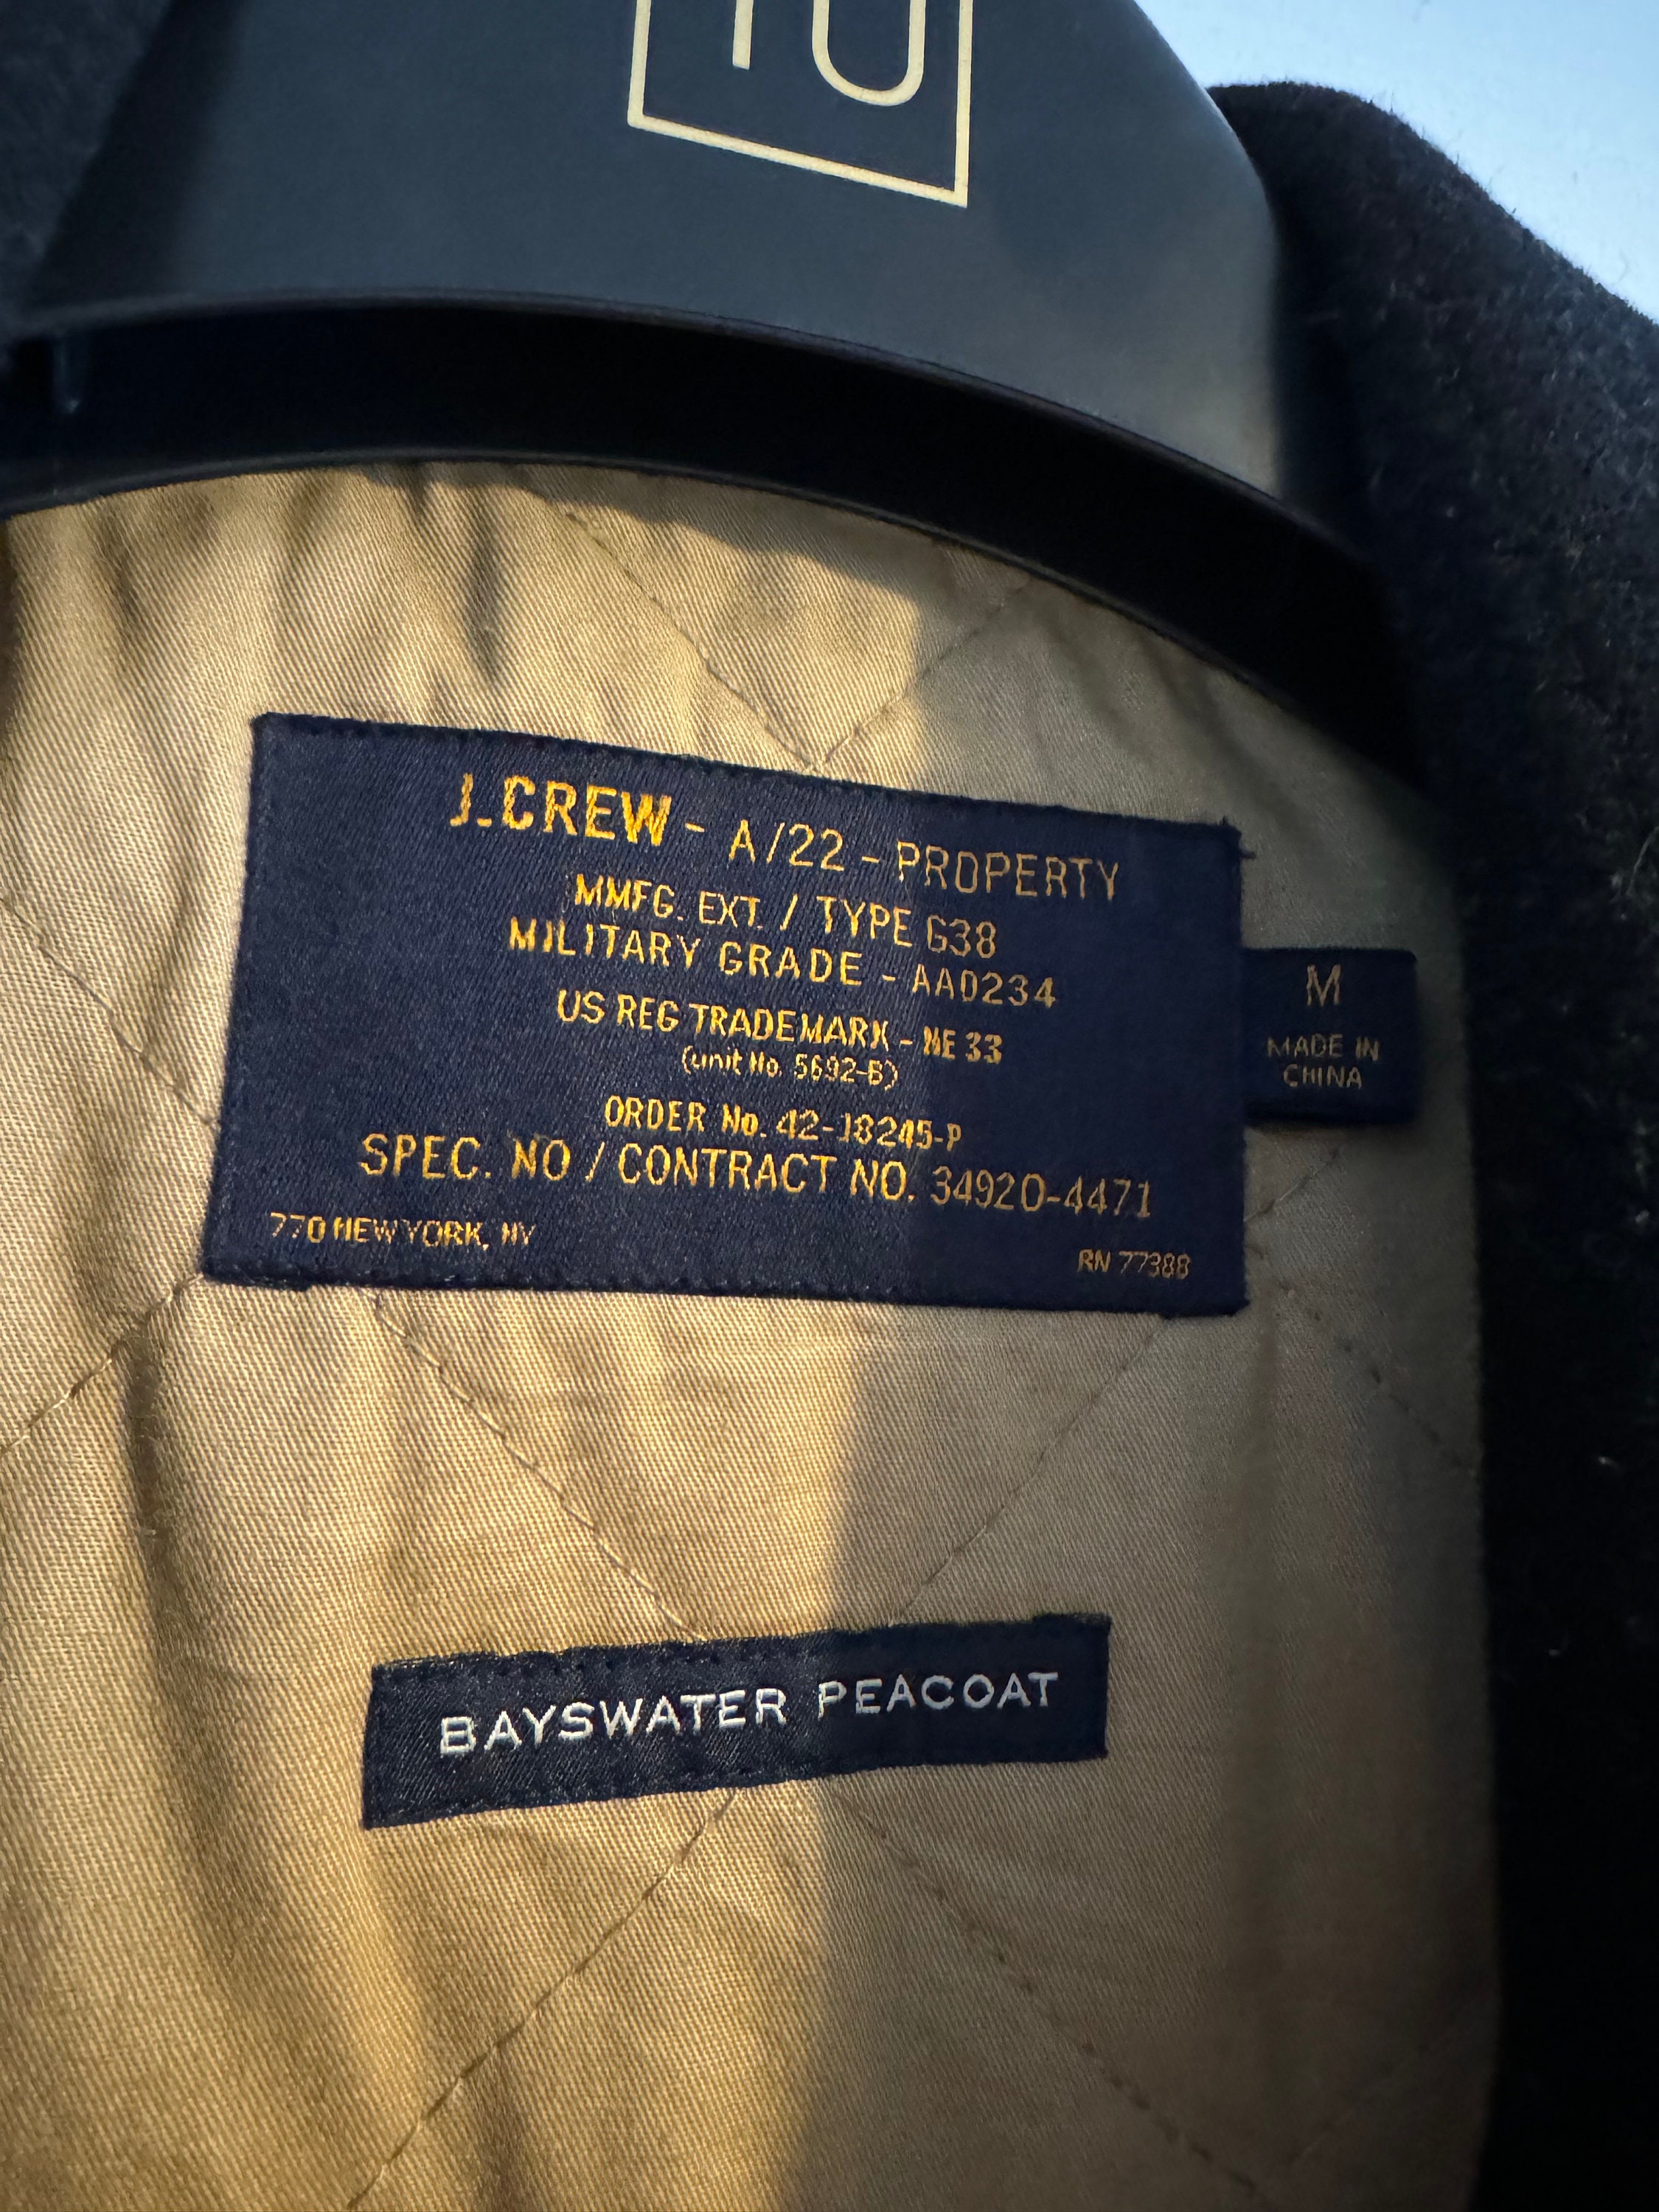 TU
J.CREW - A/22 - PROPERTY
MMFG. EXT. / TYPE G38
MILITARY GRADE - AA0234
US REG TRADEMARK - NE 33
(unit No. 5692-B)
ORDER No. 42-18245-P
SPEC. NO / CONTRACT NO. 34920-4471
770 NEW YORK, NY
RN 77388
M
MADE IN
CHINA
BAYSWATER PEACOAT